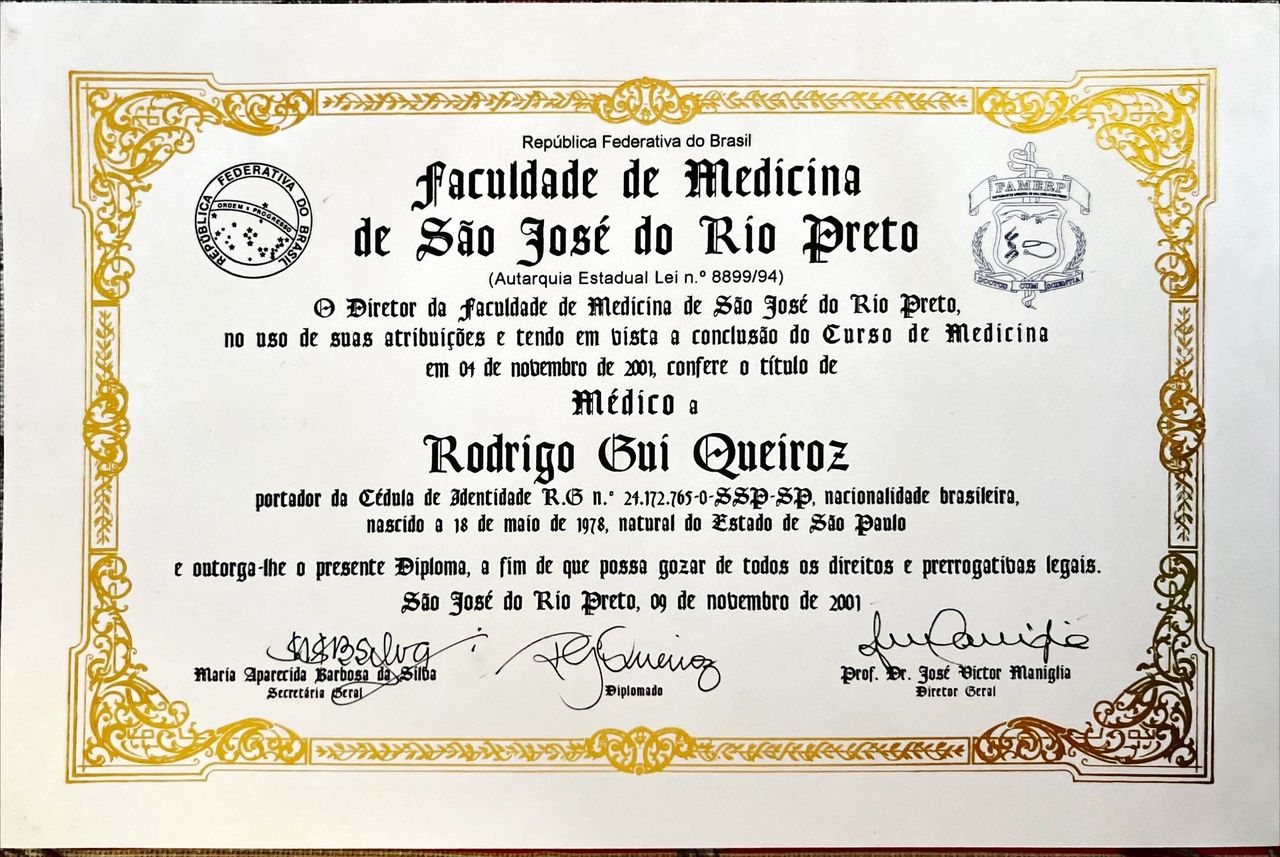 República Federativa do Brasil
Faculdade de Medicina
de São José do Rio Preto
(Autarquia Estadual Lei n.º 8899/94)
REPÚBLICA FEDERATIVA DO BRASIL
ORDEM E PROGRESSO
FAMERP
DOCTUS CUM SCIENTIA
O Diretor da Faculdade de Medicina de São José do Rio Preto,
no uso de suas atribuições e tendo em vista a conclusão do Curso de Medicina
em 04 de novembro de 2001, confere o título de
Médico a
Rodrigo Gui Queiroz
portador da Cédula de Identidade R.G n.º 24.172.765-0-SSP-SP, nacionalidade brasileira,
nascido a 18 de maio de 1978, natural do Estado de São Paulo
e outorga-lhe o presente Diploma, a fim de que possa gozar de todos os direitos e prerrogativas legais.
São José do Rio Preto, 09 de novembro de 2001
Maria Aparecida Barbosa da Silva
Secretária Geral
Diplomado
Prof. Dr. José Victor Maniglia
Diretor Geral